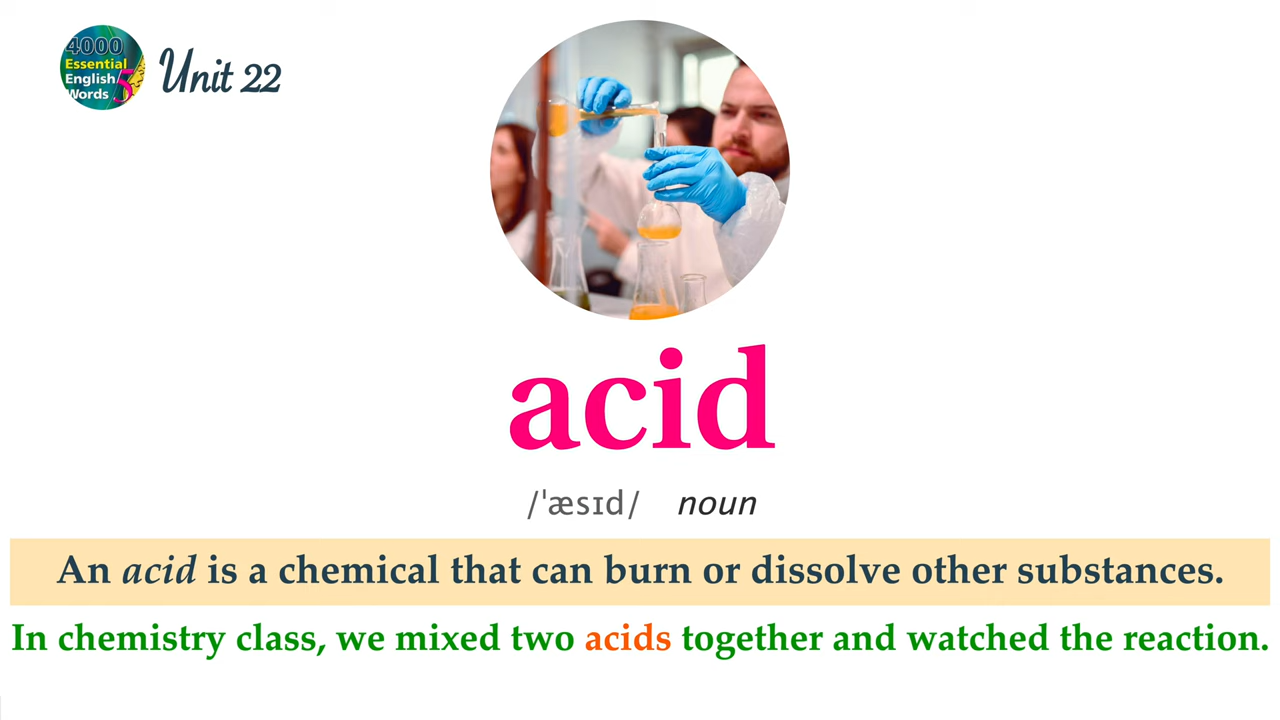 4000
Essential
English
Words 5
Unit 22
acid
/ˈæsɪd/ noun
An acid is a chemical that can burn or dissolve other substances.
In chemistry class, we mixed two acids together and watched the reaction.